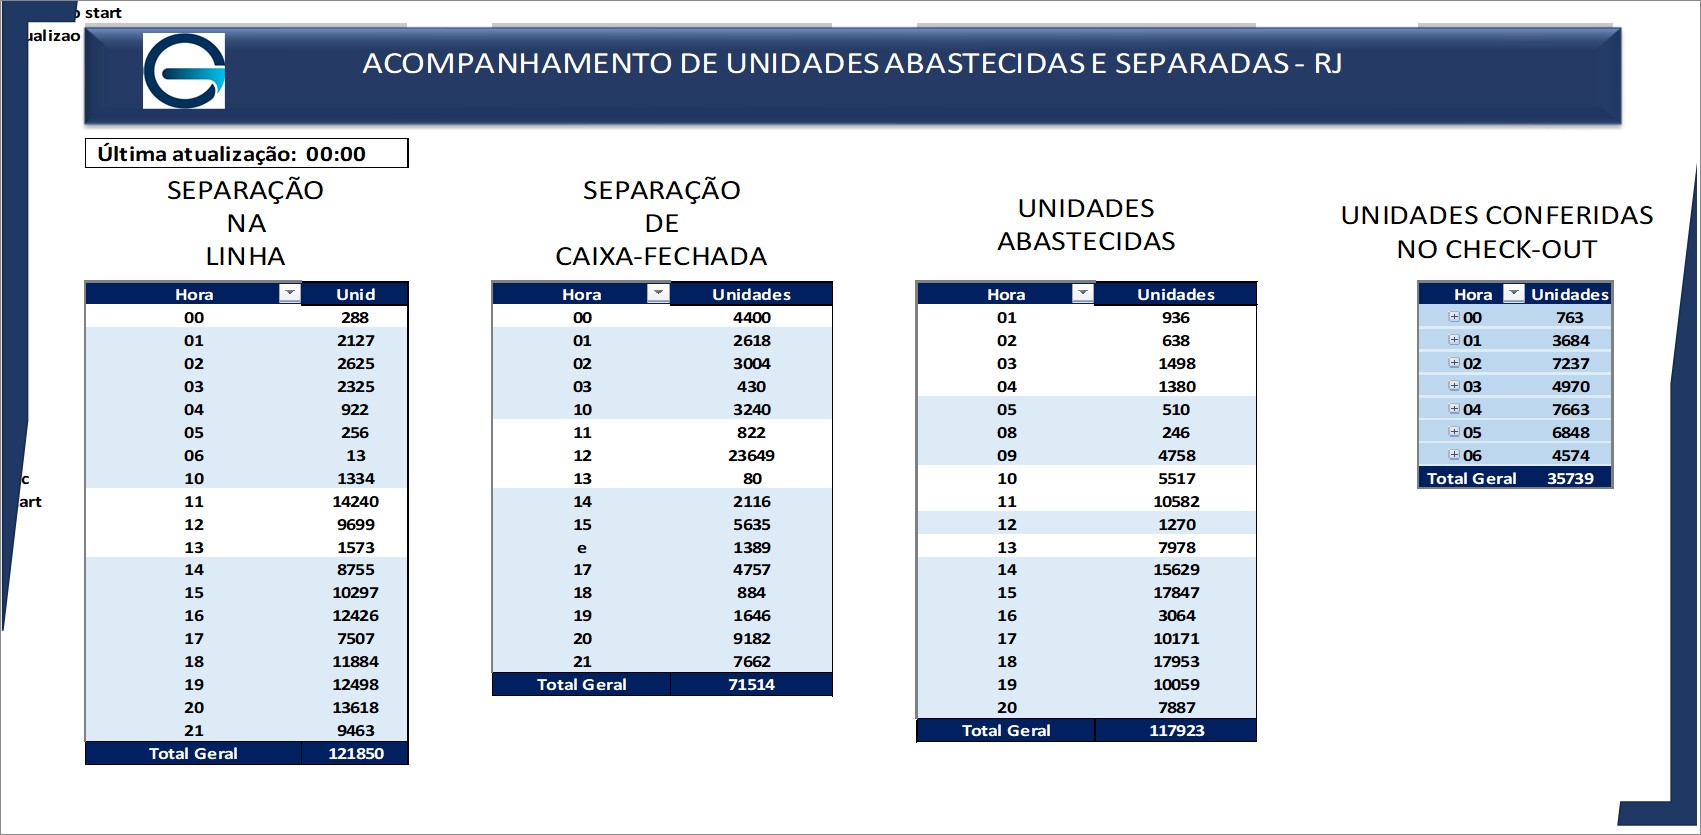 start
ualizao
ACOMPANHAMENTO DE UNIDADES ABASTECIDAS E SEPARADAS - RJ
Última atualização: 00:00
SEPARAÇÃO
NA
LINHA
Hora Unid
00 288
01 2127
02 2625
03 2325
04 922
05 256
06 13
10 1334
11 14240
12 9699
13 1573
14 8755
15 10297
16 12426
17 7507
18 11884
19 12498
20 13618
21 9463
Total Geral 121850
SEPARAÇÃO
DE
CAIXA-FECHADA
Hora Unidades
00 4400
01 2618
02 3004
03 430
10 3240
11 822
12 23649
13 80
14 2116
15 5635
e 1389
17 4757
18 884
19 1646
20 9182
21 7662
Total Geral 71514
UNIDADES
ABASTECIDAS
Hora Unidades
01 936
02 638
03 1498
04 1380
05 510
08 246
09 4758
10 5517
11 10582
12 1270
13 7978
14 15629
15 17847
16 3064
17 10171
18 17953
19 10059
20 7887
Total Geral 117923
UNIDADES CONFERIDAS
NO CHECK-OUT
Hora Unidades
00 763
01 3684
02 7237
03 4970
04 7663
05 6848
06 4574
Total Geral 35739
c
art